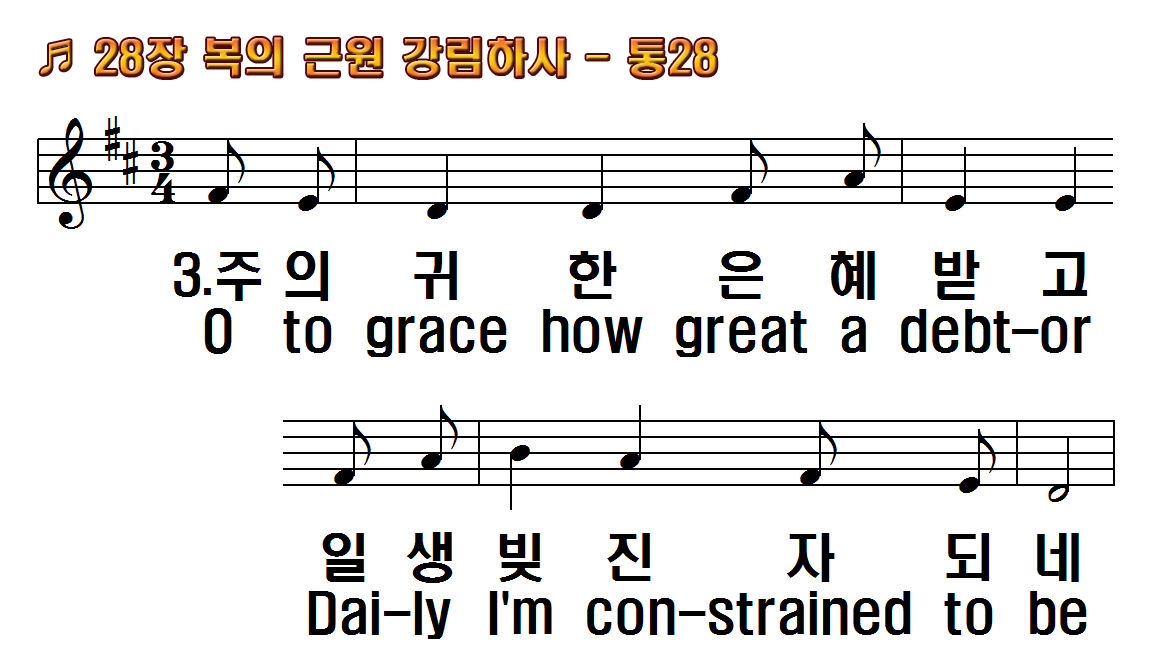 ♬ 28장 복의 근원 강림하사 - 통28
3
4
3.주 의 귀 한 은 혜 받 고
O to grace how great a debt-or
일 생 빚 진 자 되 네
Dai-ly I'm con-strained to be